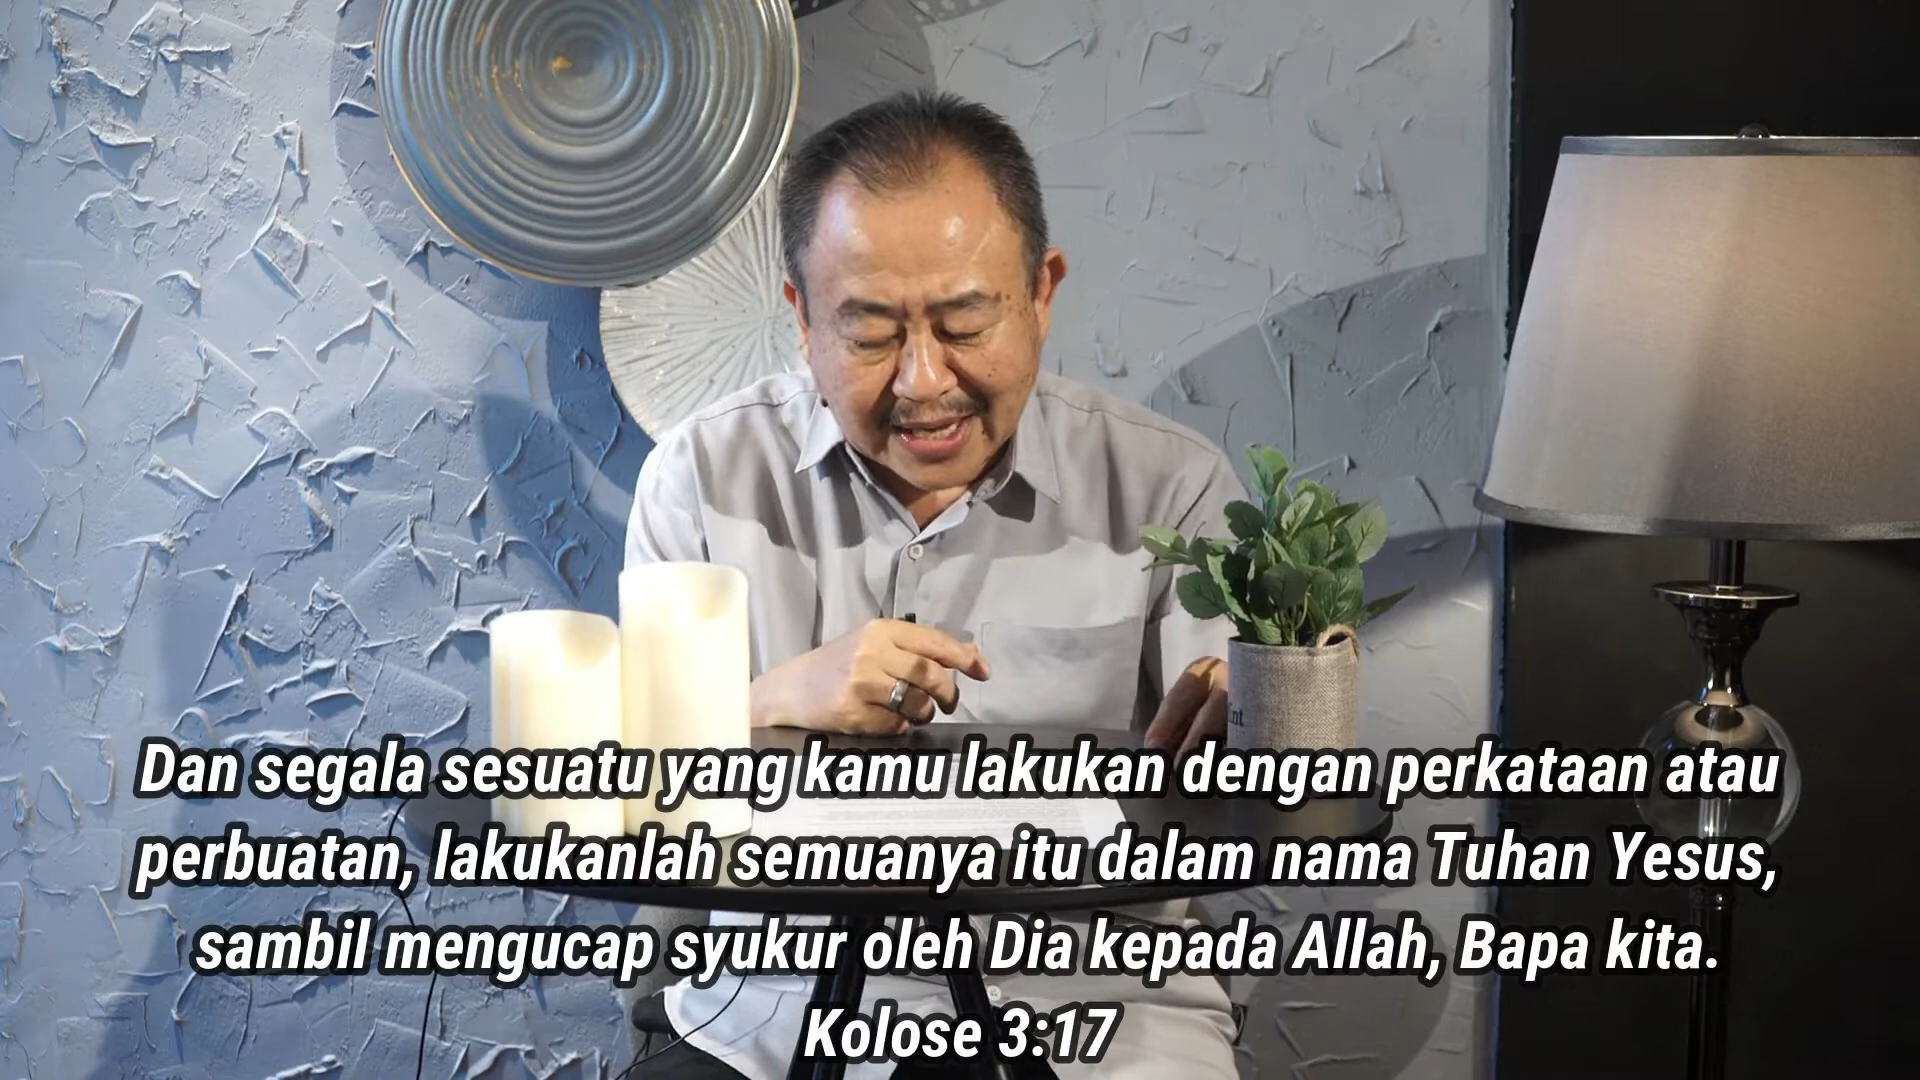 Dan segala sesuatu yang kamu lakukan dengan perkataan atau
perbuatan, lakukanlah semuanya itu dalam nama Tuhan Yesus,
sambil mengucap syukur oleh Dia kepada Allah, Bapa kita.
Kolose 3:17